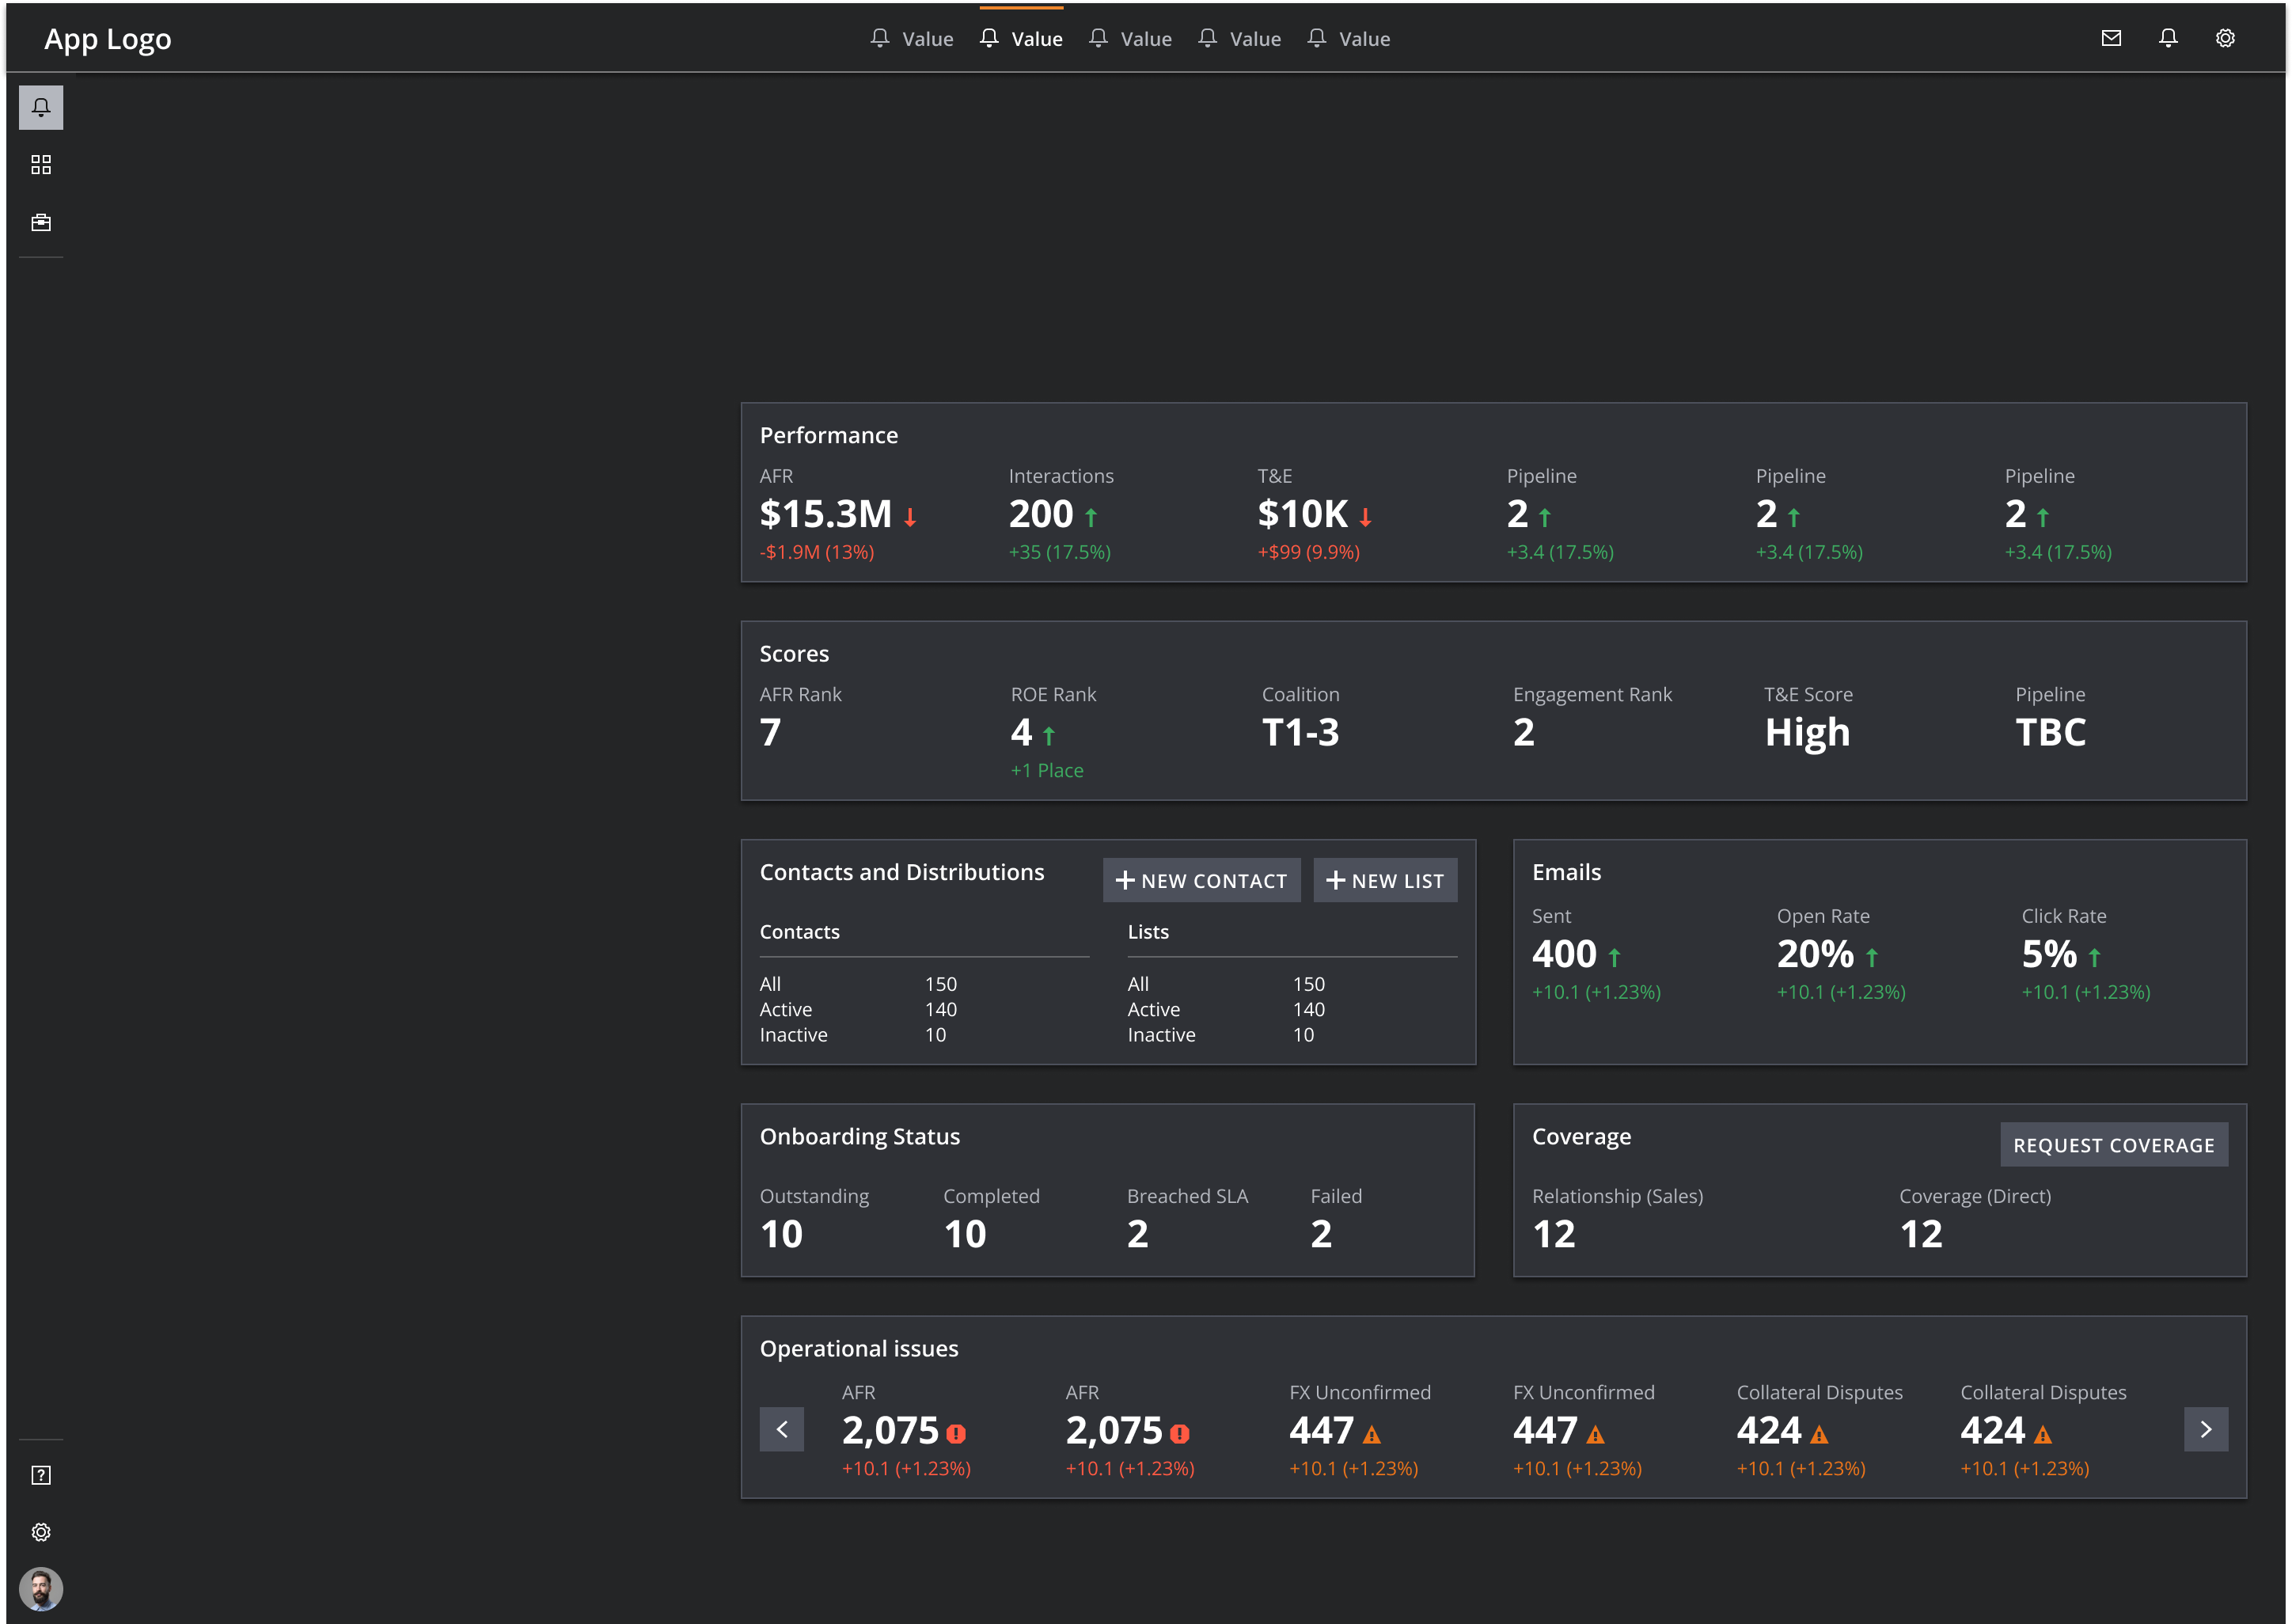 App Logo
Value Value Value Value Value
Performance
AFR Interactions T&E Pipeline Pipeline Pipeline
$15.3M 200 $10K 2 2 2
-$1.9M (13%) +35 (17.5%) +$99 (9.9%) +3.4 (17.5%) +3.4 (17.5%) +3.4 (17.5%)
Scores
AFR Rank ROE Rank Coalition Engagement Rank T&E Score Pipeline
7 4 T1-3 2 High TBC
+1 Place
Contacts and Distributions
NEW CONTACT NEW LIST
Contacts Lists
All 150 All 150
Active 140 Active 140
Inactive 10 Inactive 10
Emails
Sent Open Rate Click Rate
400 20% 5%
+10.1 (+1.23%) +10.1 (+1.23%) +10.1 (+1.23%)
Onboarding Status
Outstanding Completed Breached SLA Failed
10 10 2 2
Coverage
REQUEST COVERAGE
Relationship (Sales) Coverage (Direct)
12 12
Operational issues
AFR AFR FX Unconfirmed FX Unconfirmed Collateral Disputes Collateral Disputes
2,075 2,075 447 447 424 424
+10.1 (+1.23%) +10.1 (+1.23%) +10.1 (+1.23%) +10.1 (+1.23%) +10.1 (+1.23%) +10.1 (+1.23%)